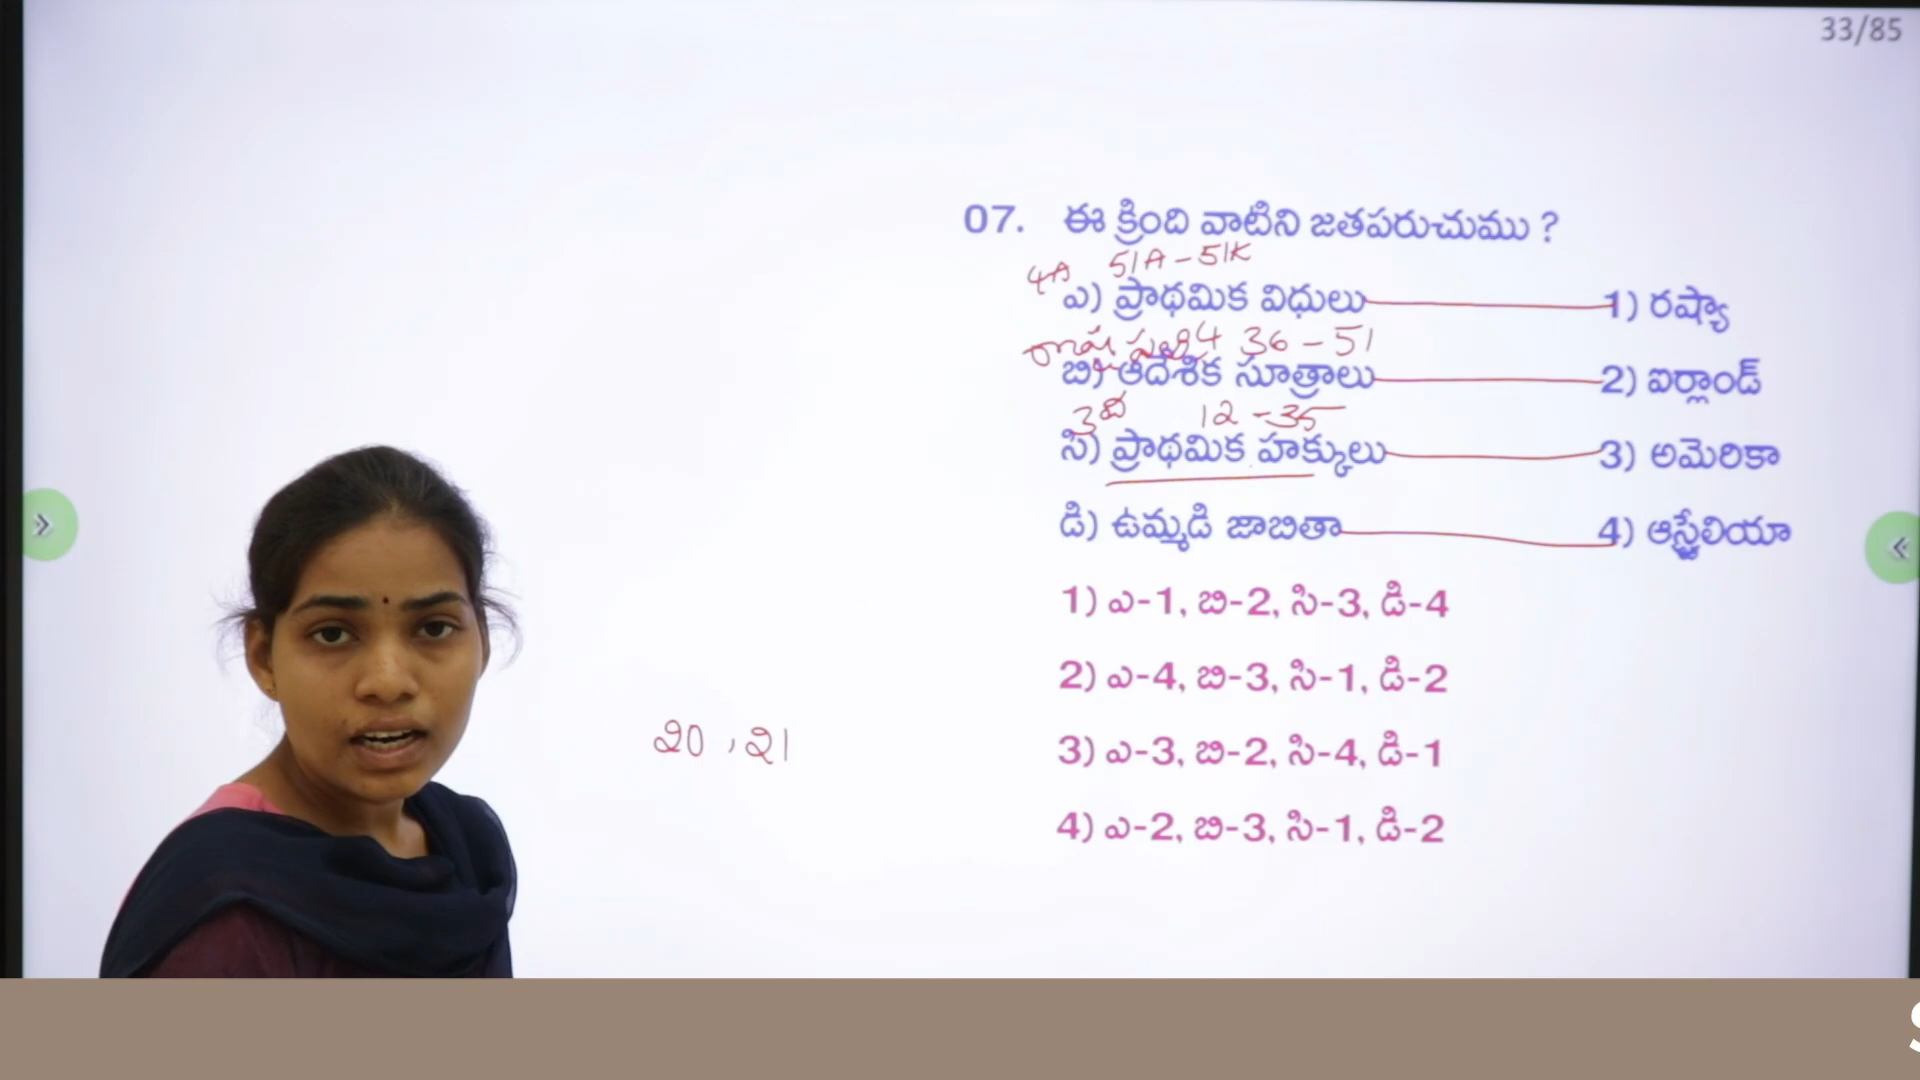 33/85
07. ఈ క్రింది వాటిని జతపరుచుము ?
4A 51A - 51K
ఎ) ప్రాథమిక విధులు 1) రష్యా
4 36 - 51
బి) ఆదేశిక సూత్రాలు 2) ఐర్లాండ్
3 12 - 35
సి) ప్రాథమిక హక్కులు 3) అమెరికా
డి) ఉమ్మడి జాబితా 4) ఆస్ట్రేలియా
1) ఎ-1, బి-2, సి-3, డి-4
2) ఎ-4, బి-3, సి-1, డి-2
20, 21
3) ఎ-3, బి-2, సి-4, డి-1
4) ఎ-2, బి-3, సి-1, డి-2